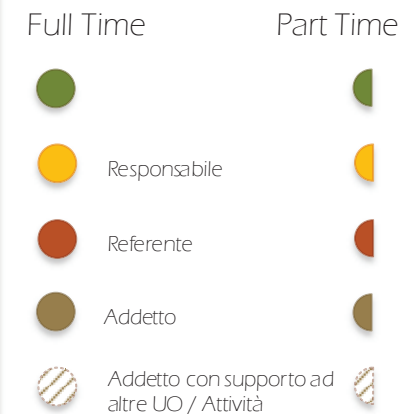 Full Time
Part Time
Responsabile
Referente
Addetto
Addetto con supporto ad
altre UO / Attività